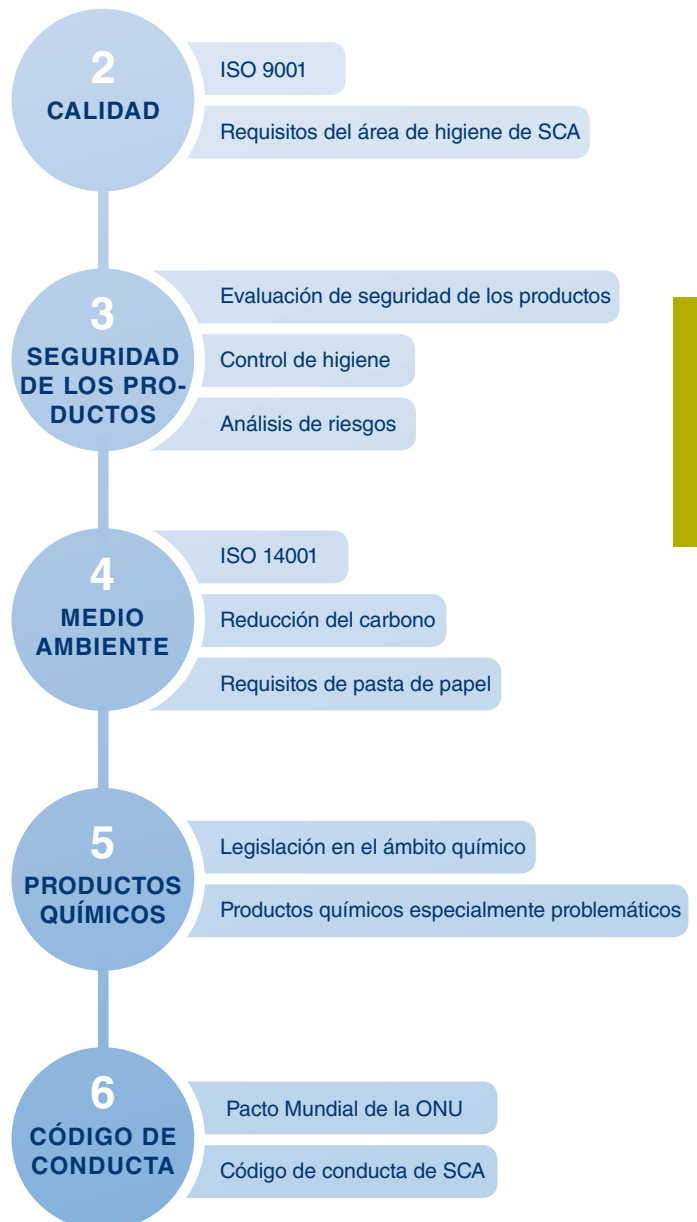 2
CALIDAD
ISO 9001
Requisitos del área de higiene de SCA
3
SEGURIDAD
DE LOS PRO-
DUCTOS
Evaluación de seguridad de los productos
Control de higiene
Análisis de riesgos
4
MEDIO
AMBIENTE
ISO 14001
Reducción del carbono
Requisitos de pasta de papel
5
PRODUCTOS
QUÍMICOS
Legislación en el ámbito químico
Productos químicos especialmente problemáticos
6
CÓDIGO DE
CONDUCTA
Pacto Mundial de la ONU
Código de conducta de SCA